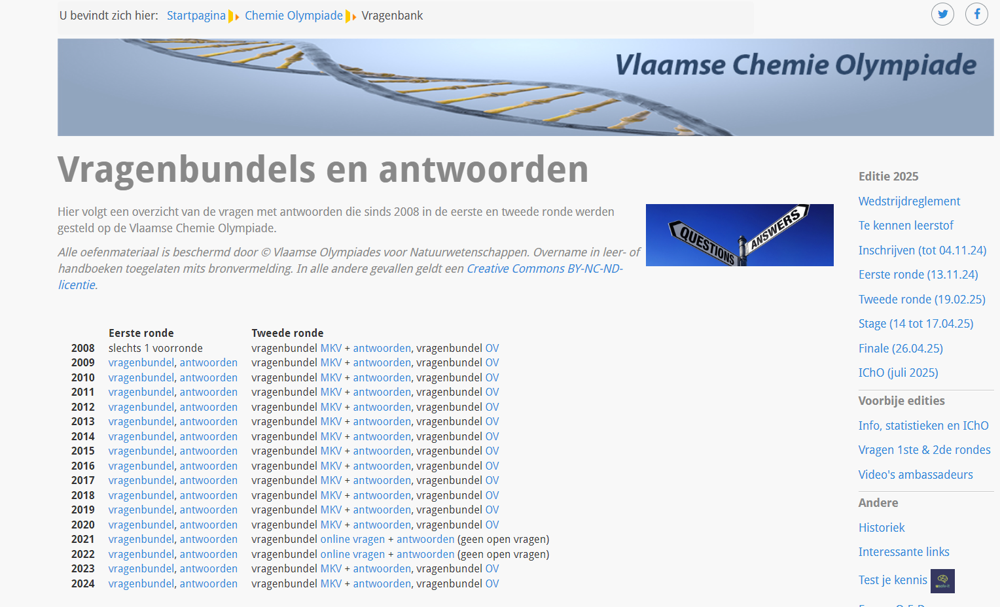 U bevindt zich hier: Startpagina Chemie Olympiade Vragenbank
Vlaamse Chemie Olympiade
Vragenbundels en antwoorden
Hier volgt een overzicht van de vragen met antwoorden die sinds 2008 in de eerste en tweede ronde werden
gesteld op de Vlaamse Chemie Olympiade.
QUESTIONS
ANSWERS
Alle oefenmateriaal is beschermd door © Vlaamse Olympiades voor Natuurwetenschappen. Overname in leer- of
handboeken toegelaten mits bronvermelding. In alle andere gevallen geldt een Creative Commons BY-NC-ND-
licentie.
Eerste ronde Tweede ronde
2008 slechts 1 voorronde vragenbundel MKV + antwoorden, vragenbundel OV
2009 vragenbundel, antwoorden vragenbundel MKV + antwoorden, vragenbundel OV
2010 vragenbundel, antwoorden vragenbundel MKV + antwoorden, vragenbundel OV
2011 vragenbundel, antwoorden vragenbundel MKV + antwoorden, vragenbundel OV
2012 vragenbundel, antwoorden vragenbundel MKV + antwoorden, vragenbundel OV
2013 vragenbundel, antwoorden vragenbundel MKV + antwoorden, vragenbundel OV
2014 vragenbundel, antwoorden vragenbundel MKV + antwoorden, vragenbundel OV
2015 vragenbundel, antwoorden vragenbundel MKV + antwoorden, vragenbundel OV
2016 vragenbundel, antwoorden vragenbundel MKV + antwoorden, vragenbundel OV
2017 vragenbundel, antwoorden vragenbundel MKV + antwoorden, vragenbundel OV
2018 vragenbundel, antwoorden vragenbundel MKV + antwoorden, vragenbundel OV
2019 vragenbundel, antwoorden vragenbundel MKV + antwoorden, vragenbundel OV
2020 vragenbundel, antwoorden vragenbundel MKV + antwoorden, vragenbundel OV
2021 vragenbundel, antwoorden vragenbundel online vragen + antwoorden (geen open vragen)
2022 vragenbundel, antwoorden vragenbundel online vragen + antwoorden (geen open vragen)
2023 vragenbundel, antwoorden vragenbundel MKV + antwoorden, vragenbundel OV
2024 vragenbundel, antwoorden vragenbundel MKV + antwoorden, vragenbundel OV
Editie 2025
Wedstrijdreglement
Te kennen leerstof
Inschrijven (tot 04.11.24)
Eerste ronde (13.11.24)
Tweede ronde (19.02.25)
Stage (14 tot 17.04.25)
Finale (26.04.25)
IChO (juli 2025)
Voorbije edities
Info, statistieken en IChO
Vragen 1ste & 2de rondes
Video's ambassadeurs
Andere
Historiek
Interessante links
Test je kennis